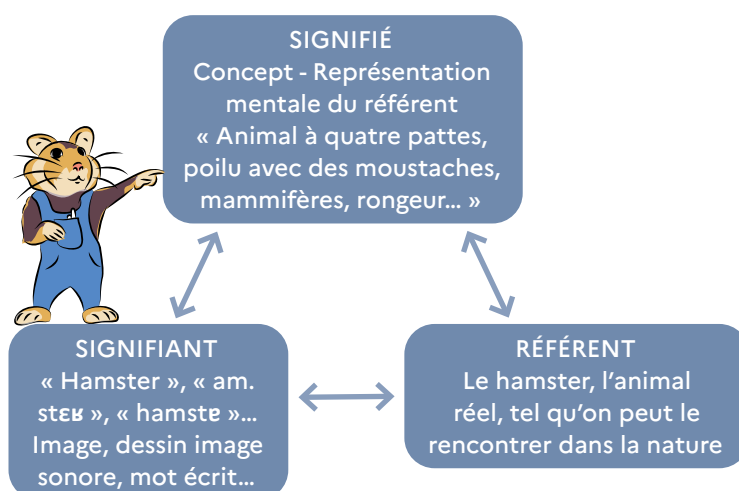 SIGNIFIÉ
Concept - Représentation
mentale du référent
« Animal à quatre pattes,
poilu avec des moustaches,
mammifères, rongeur... »
SIGNIFIANT
« Hamster », « am.
stɛʁ », « hamstɐ »...
Image, dessin image
sonore, mot écrit...
RÉFÉRENT
Le hamster, l’animal
réel, tel qu’on peut le
rencontrer dans la nature